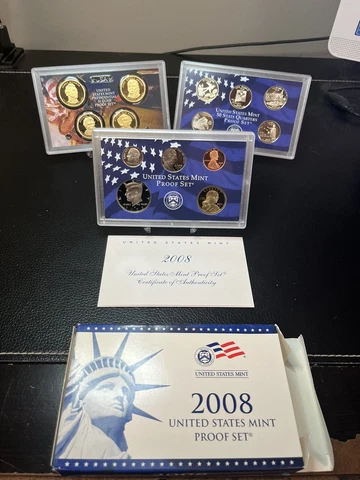 UNITED STATES MINT
PRESIDENTIAL
$1 COIN
PROOF SET™
UNITED STATES MINT
50 STATE QUARTERS
PROOF SET™
UNITED STATES MINT
PROOF SET®
UNITED STATES MINT
2008
United States Mint Proof Set®
Certificate of Authenticity
UNITED STATES MINT
2008
UNITED STATES MINT
PROOF SET®